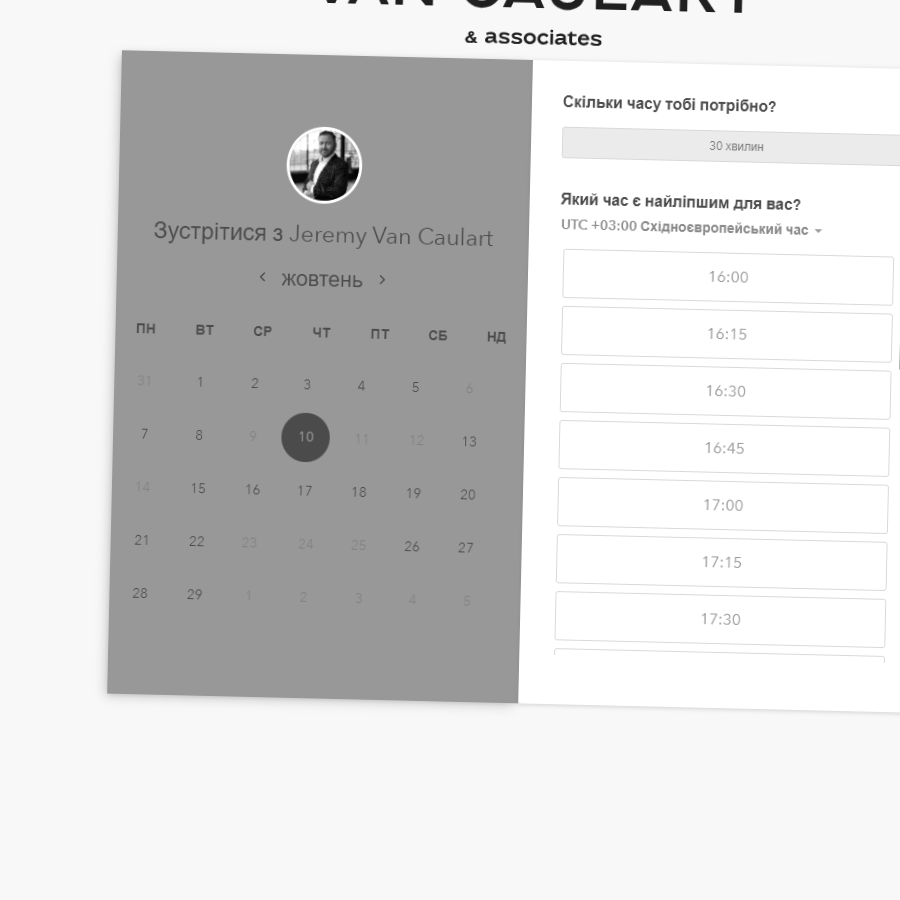 VAN CAULART
& associates
Зустрітися з Jeremy Van Caulart
жовтень
ПН ВТ СР ЧТ ПТ СБ НД
31 1 2 3 4 5 6
7 8 9 10 11 12 13
14 15 16 17 18 19 20
21 22 23 24 25 26 27
28 29 1 2 3 4 5
Скільки часу тобі потрібно?
30 хвилин
Який час є найліпшим для вас?
UTC +03:00 Східноєвропейський час
16:00
16:15
16:30
16:45
17:00
17:15
17:30